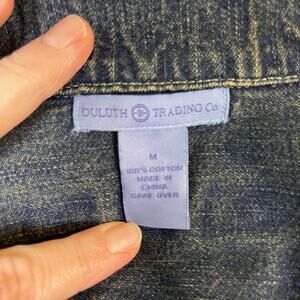 DULUTH TRADING Co.
M
100% COTTON
MADE IN
CHINA
CARE OVER